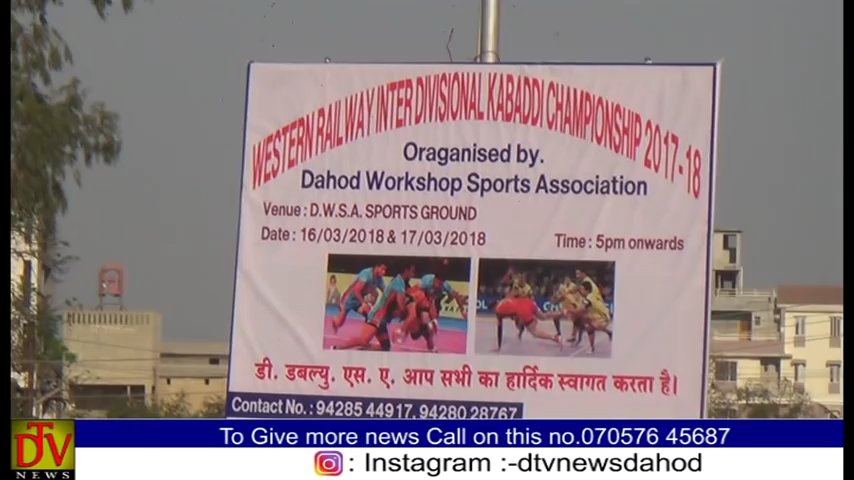 WESTERN RAILWAY INTER DIVISIONAL KABADDI CHAMPIONSHIP 2017-18
Oraganised by.
Dahod Workshop Sports Association
Venue : D.W.S.A. SPORTS GROUND
Date : 16/03/2018 & 17/03/2018
Time : 5pm onwards
डी. डबल्यु. एस. ए. आप सभी का हार्दिक स्वागत करता है।
Contact No. : 94285 44917, 94280 28767
DTV
NEWS
To Give more news Call on this no.070576 45687
: Instagram :-dtvnewsdahod